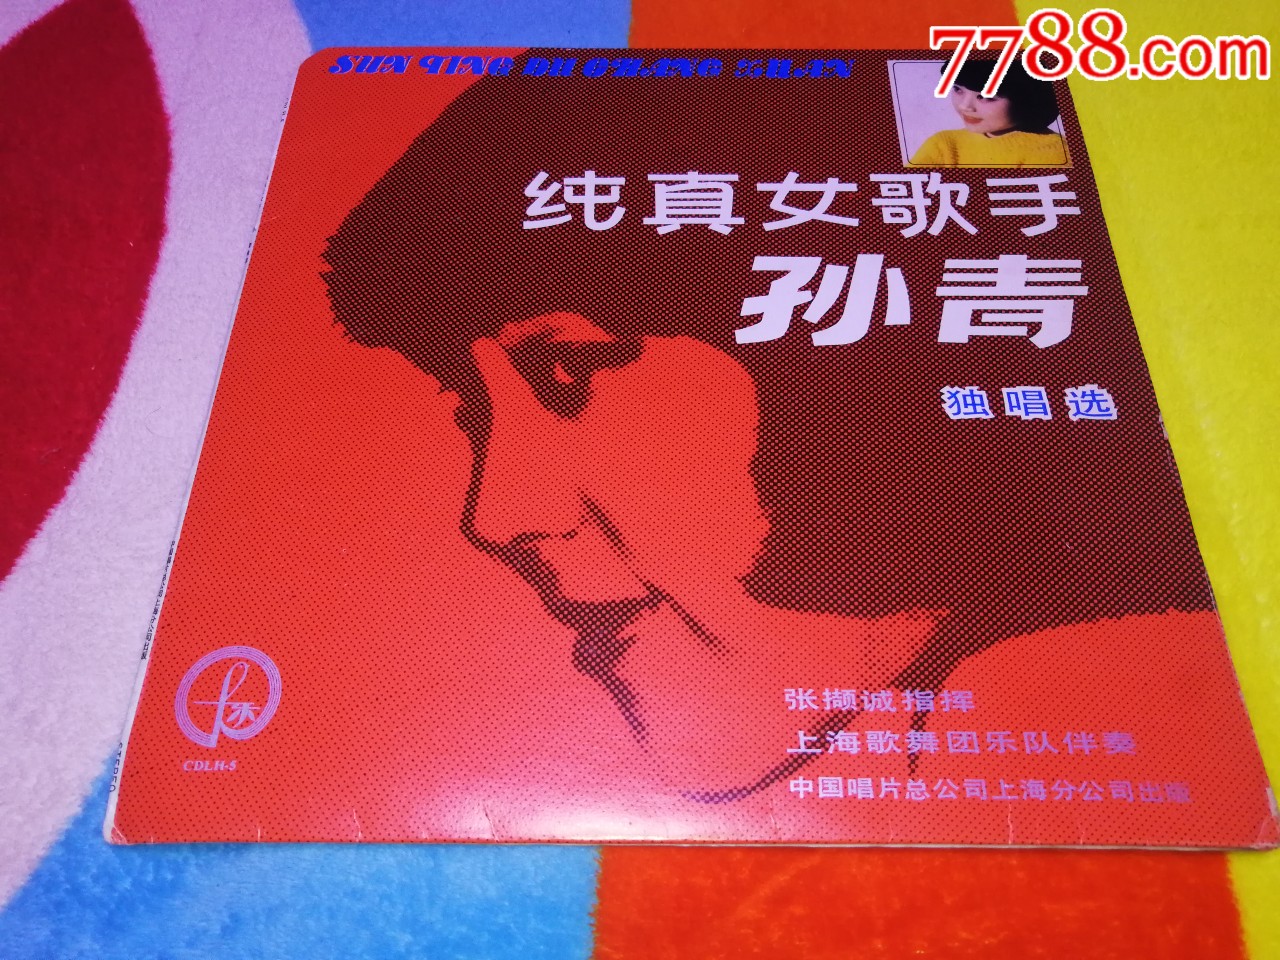 7788.com
SUN QING DU CHANG XUAN
纯真女歌手
孙青
独唱选
张撷诚指挥
上海歌舞团乐队伴奏
中国唱片总公司上海分公司出版
CDLH-5
STEREO